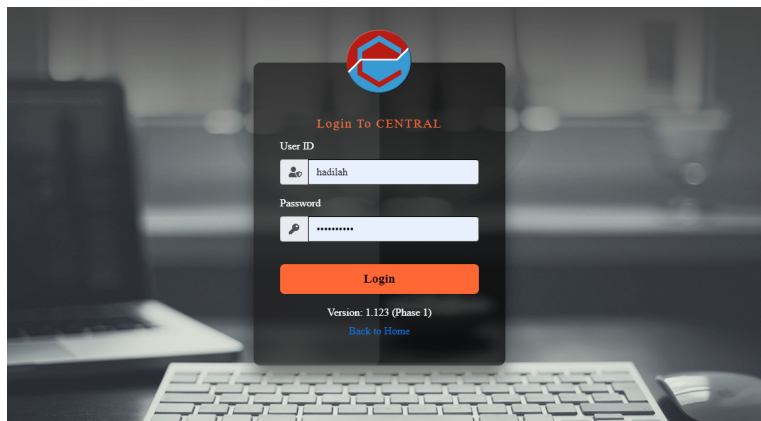 Login To CENTRAL
User ID
hadilah
Password
••••••••••
Login
Version: 1.123 (Phase 1)
Back to Home